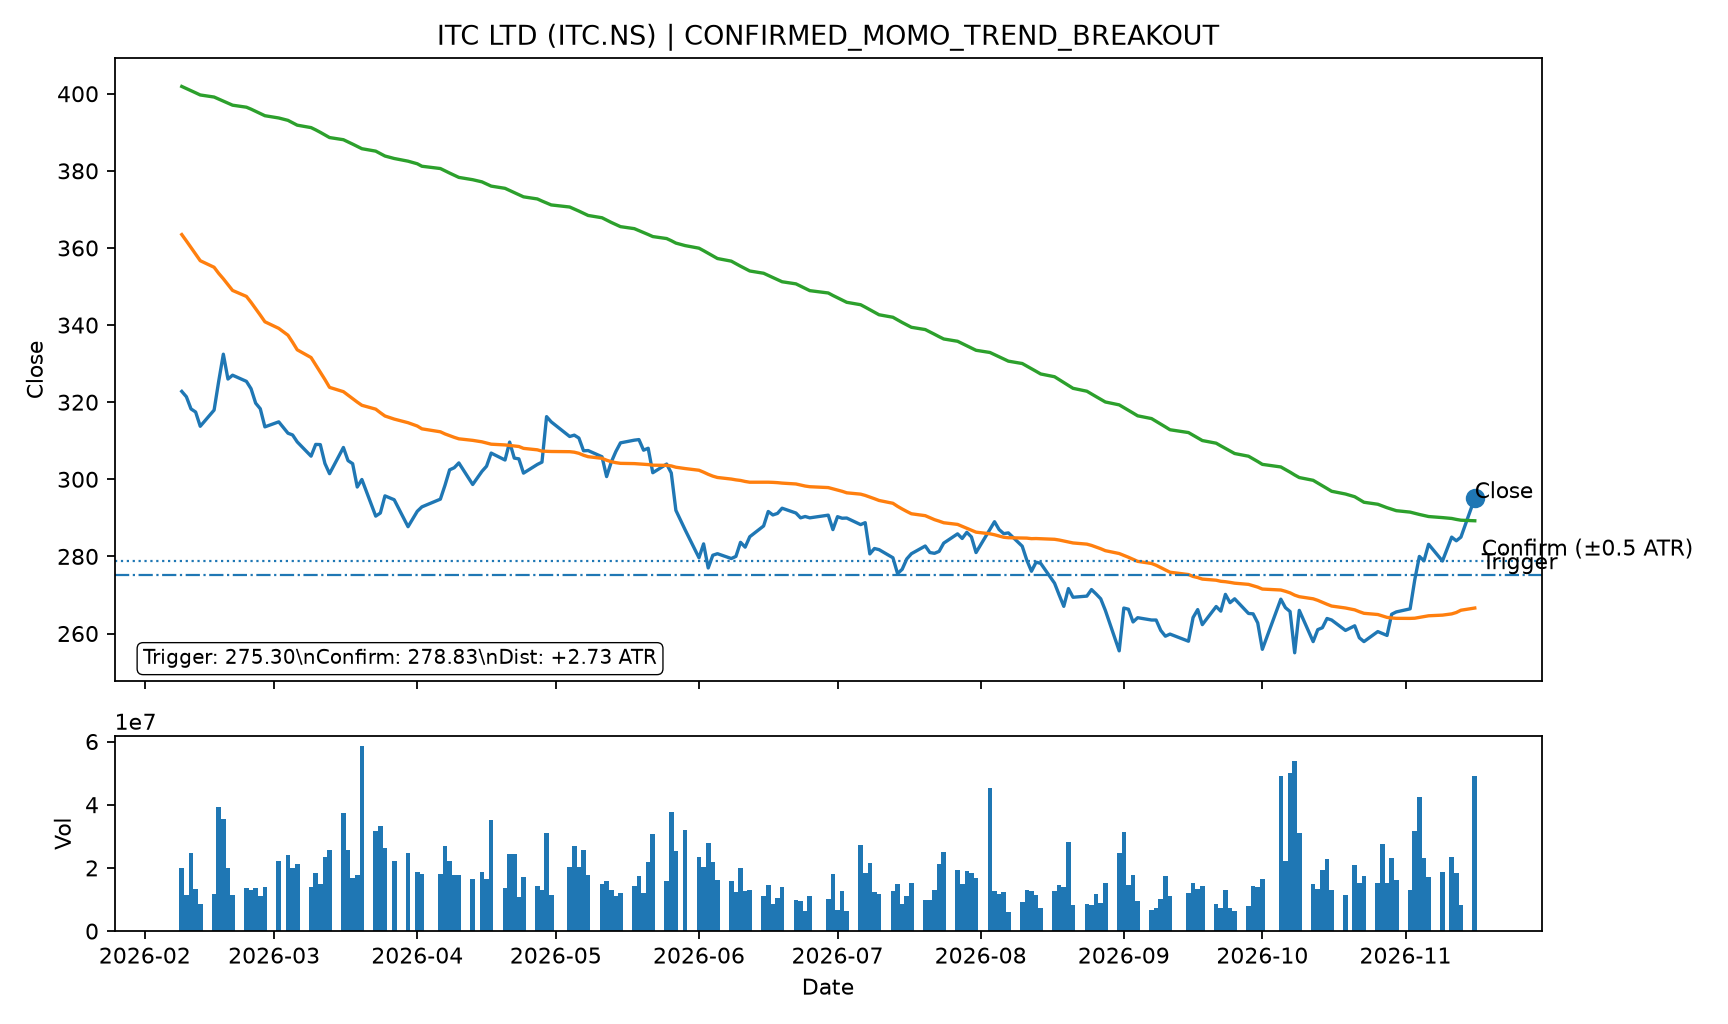 ITC LTD (ITC.NS) | CONFIRMED_MOMO_TREND_BREAKOUT
Close
400
380
360
340
320
300
280
260
Close
Confirm (±0.5 ATR)
Trigger
Trigger: 275.30\nConfirm: 278.83\nDist: +2.73 ATR
1e7
Vol
6
4
2
0
2026-02 2026-03 2026-04 2026-05 2026-06 2026-07 2026-08 2026-09 2026-10 2026-11
Date